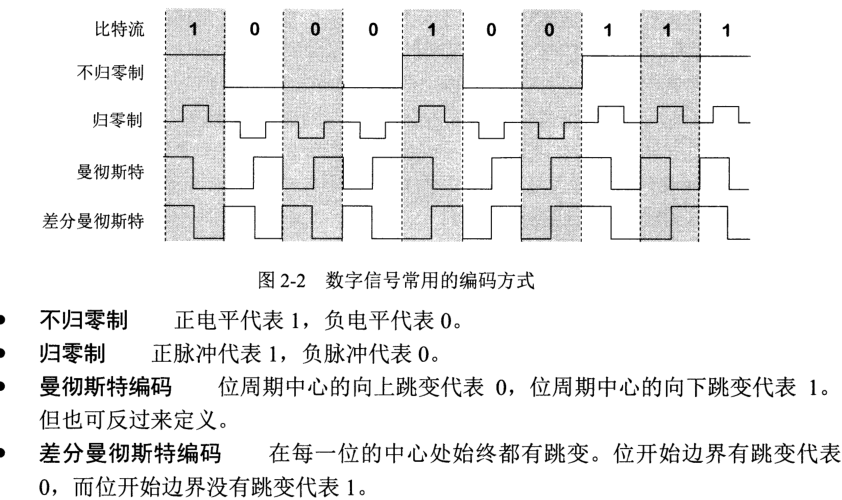 比特流 1 0 0 0 1 0 0 1 1 1
不归零制
归零制
曼彻斯特
差分曼彻斯特
图 2-2 数字信号常用的编码方式
● 不归零制 正电平代表 1，负电平代表 0。
● 归零制 正脉冲代表 1，负脉冲代表 0。
● 曼彻斯特编码 位周期中心的向上跳变代表 0，位周期中心的向下跳变代表 1。
但也可反过来定义。
● 差分曼彻斯特编码 在每一位的中心处始终都有跳变。位开始边界有跳变代表
0，而位开始边界没有跳变代表 1。